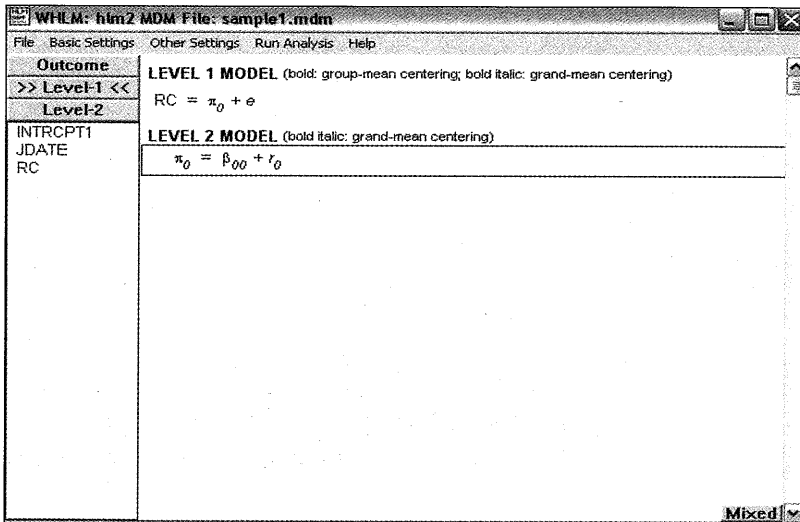 WHLM: hlm2 MDM File: sample1.mdm
File Basic Settings Other Settings Run Analysis Help
Outcome
>> Level-1 <<
Level-2
INTRCPT1
JDATE
RC
LEVEL 1 MODEL (bold: group-mean centering; bold italic: grand-mean centering)
RC = π0 + e
LEVEL 2 MODEL (bold italic: grand-mean centering)
π0 = β00 + r0
Mixed